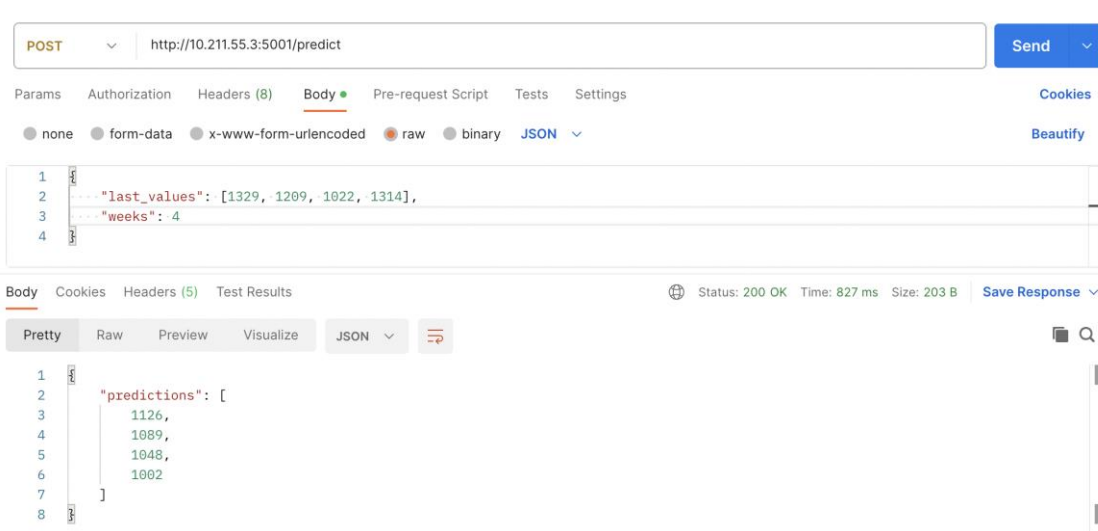 POST http://10.211.55.3:5001/predict Send
Params Authorization Headers (8) Body Pre-request Script Tests Settings Cookies
none form-data x-www-form-urlencoded raw binary JSON Beautify
1 {
2 "last_values": [1329, 1209, 1022, 1314],
3 "weeks": 4
4 }
Body Cookies Headers (5) Test Results Status: 200 OK Time: 827 ms Size: 203 B Save Response
Pretty Raw Preview Visualize JSON
1 {
2 "predictions": [
3 1126,
4 1089,
5 1048,
6 1002
7 ]
8 }